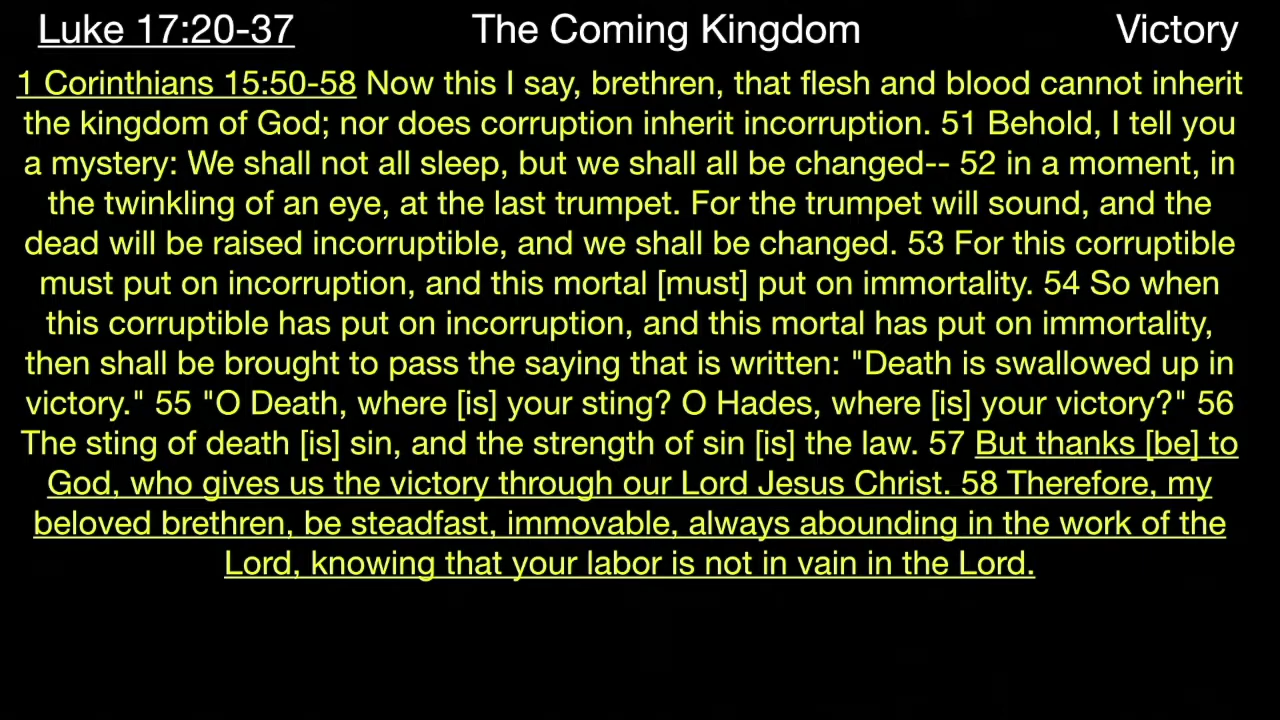 Luke 17:20-37 The Coming Kingdom Victory
1 Corinthians 15:50-58 Now this I say, brethren, that flesh and blood cannot inherit
the kingdom of God; nor does corruption inherit incorruption. 51 Behold, I tell you
a mystery: We shall not all sleep, but we shall all be changed-- 52 in a moment, in
the twinkling of an eye, at the last trumpet. For the trumpet will sound, and the
dead will be raised incorruptible, and we shall be changed. 53 For this corruptible
must put on incorruption, and this mortal [must] put on immortality. 54 So when
this corruptible has put on incorruption, and this mortal has put on immortality,
then shall be brought to pass the saying that is written: "Death is swallowed up in
victory." 55 "O Death, where [is] your sting? O Hades, where [is] your victory?" 56
The sting of death [is] sin, and the strength of sin [is] the law. 57 But thanks [be] to
God, who gives us the victory through our Lord Jesus Christ. 58 Therefore, my
beloved brethren, be steadfast, immovable, always abounding in the work of the
Lord, knowing that your labor is not in vain in the Lord.